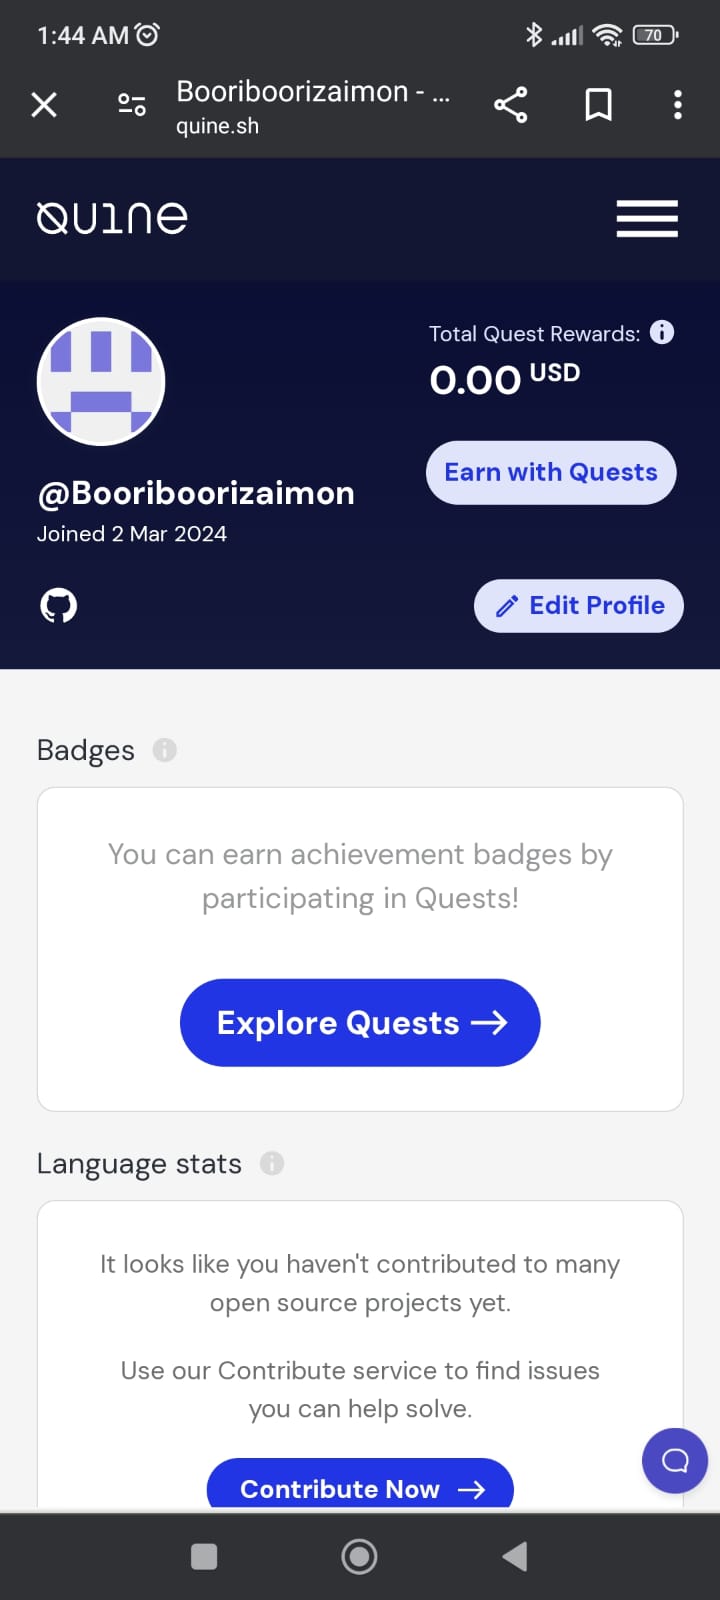 1:44 AM
70
Booriboorizaimon - ...
quine.sh
Quine
Total Quest Rewards:
0.00 USD
Earn with Quests
@Booriboorizaimon
Joined 2 Mar 2024
Edit Profile
Badges
You can earn achievement badges by
participating in Quests!
Explore Quests →
Language stats
It looks like you haven't contributed to many
open source projects yet.
Use our Contribute service to find issues
you can help solve.
Contribute Now →